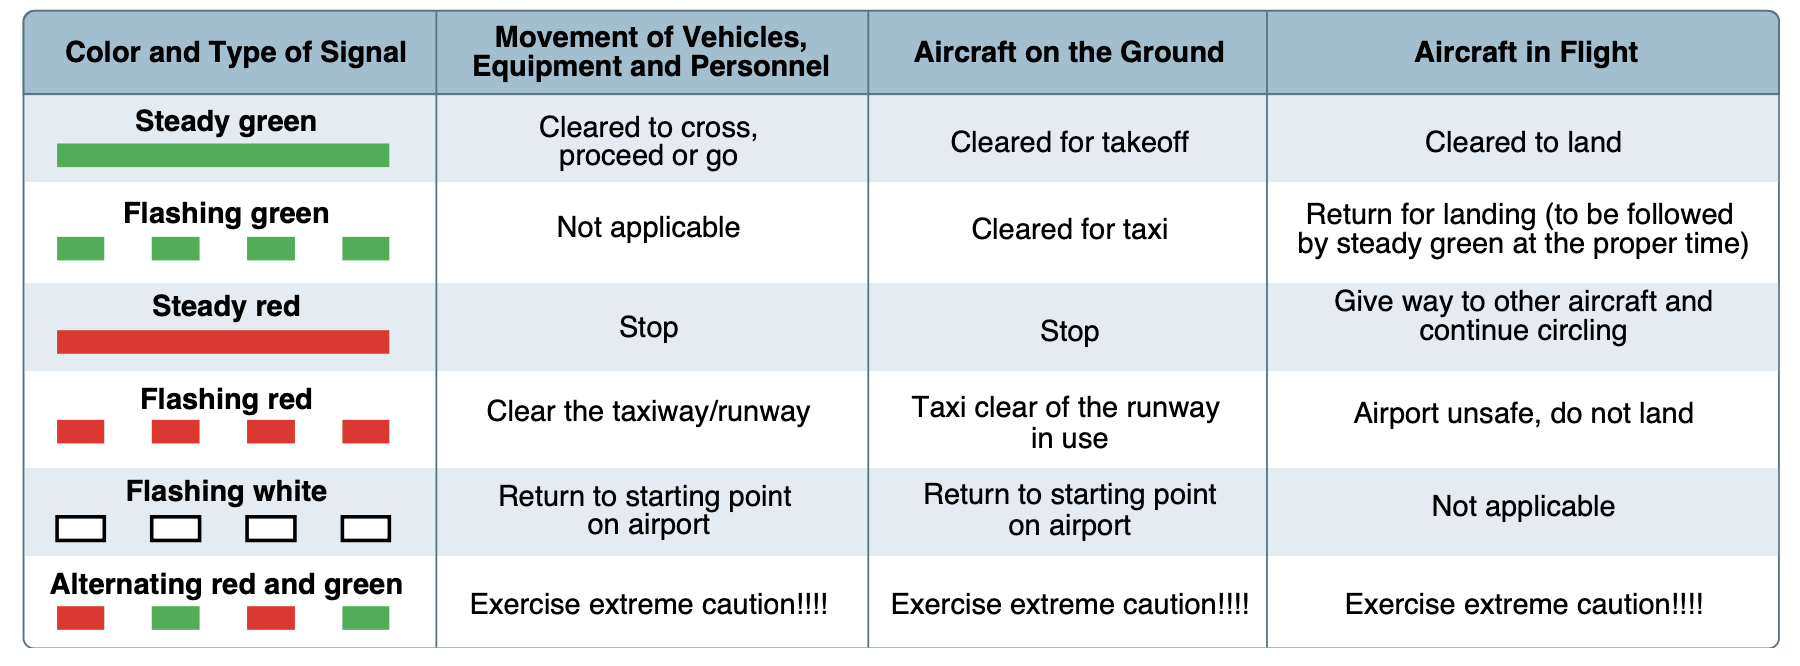 Color and Type of Signal
Movement of Vehicles,
Equipment and Personnel
Aircraft on the Ground
Aircraft in Flight
Steady green
Cleared to cross,
proceed or go
Cleared for takeoff
Cleared to land
Flashing green
Not applicable
Cleared for taxi
Return for landing (to be followed
by steady green at the proper time)
Steady red
Stop
Stop
Give way to other aircraft and
continue circling
Flashing red
Clear the taxiway/runway
Taxi clear of the runway
in use
Airport unsafe, do not land
Flashing white
Return to starting point
on airport
Return to starting point
on airport
Not applicable
Alternating red and green
Exercise extreme caution!!!!
Exercise extreme caution!!!!
Exercise extreme caution!!!!